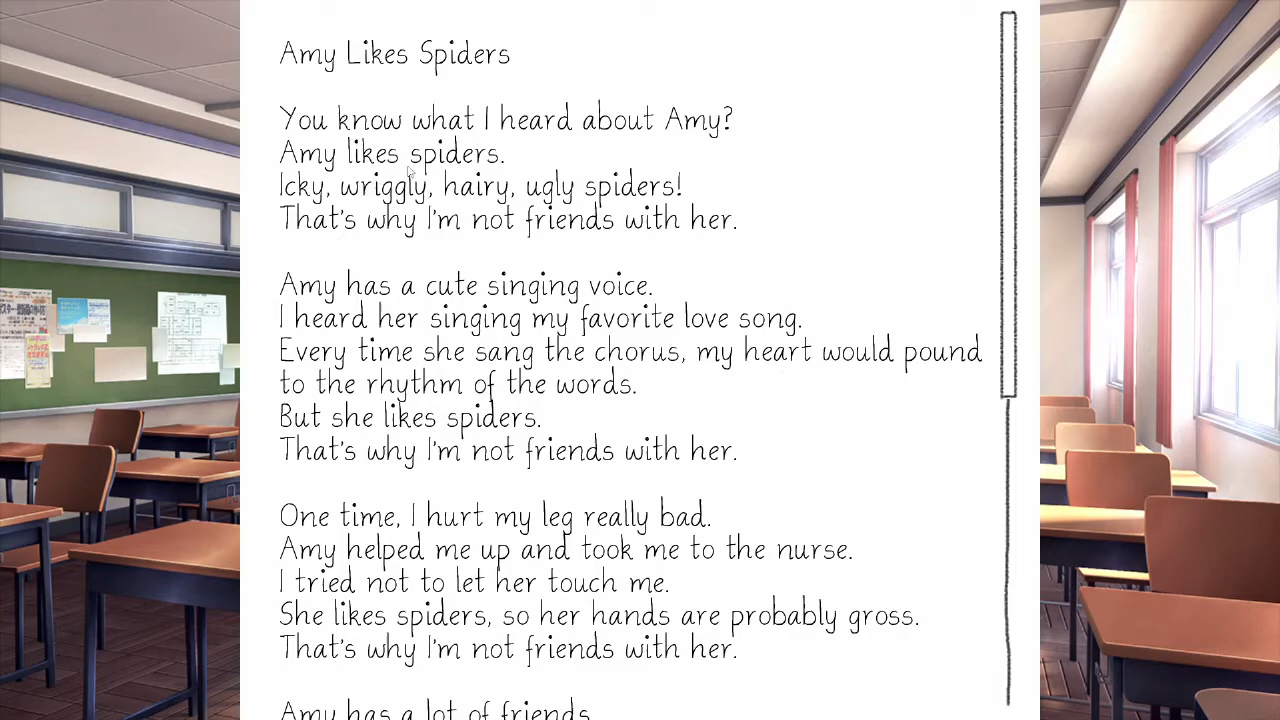 Amy Likes Spiders
You know what I heard about Amy?
Amy likes spiders.
Icky, wriggly, hairy, ugly spiders!
That's why I'm not friends with her.
Amy has a cute singing voice.
I heard her singing my favorite love song.
Every time she sang the chorus, my heart would pound
to the rhythm of the words.
But she likes spiders.
That's why I'm not friends with her.
One time, I hurt my leg really bad.
Amy helped me up and took me to the nurse.
I tried not to let her touch me.
She likes spiders, so her hands are probably gross.
That's why I'm not friends with her.
Amy has a lot of friends